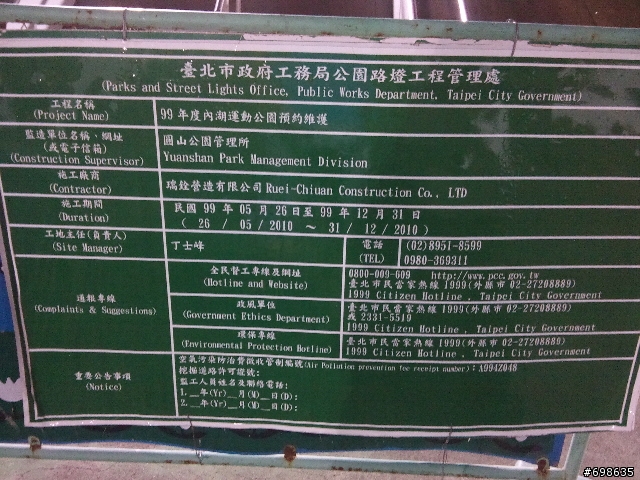 臺北市政府工務局公園路燈工程管理處
(Parks and Street Lights Office, Public Works Department, Taipei City Government)
工程名稱
(Project Name)
99 年度內湖運動公園預約維護
監造單位名稱、網址
(或電子信箱)
(Construction Supervisor)
圓山公園管理所
Yuanshan Park Management Division
施工廠商
(Contractor)
瑞銓營造有限公司 Ruei-Chiuan Construction Co., LTD
施工期間
(Duration)
民國 99 年 05 月 26 日至 99 年 12 月 31 日
( 26 / 05 / 2010 ~ 31 / 12 / 2010 )
工地主任(負責人)
(Site Manager)
丁士峰
電話
(TEL)
(02)8951-8599
0980-369311
通報專線
(Complaints & Suggestions)
全民督工專線及網址
(Hotline and Website)
0800-009-609 http://www.pcc.gov.tw
臺北市民當家熱線 1999(外縣市 02-27208889)
1999 Citizen Hotline , Taipei City Government
政風單位
(Government Ethics Department)
臺北市民當家熱線 1999(外縣市 02-27208889)
或 2331-5519
1999 Citizen Hotline , Taipei City Government
環保專線
(Environmental Protection Hotline)
臺北市民當家熱線 1999(外縣市 02-27208889)
1999 Citizen Hotline , Taipei City Government
重要公告事項
(Notice)
空氣污染防治費徵收管制編號(Air Pollution prevention fee receipt number):A994Z048
挖掘道路許可證號:
監工人員姓名及聯絡電話:
1.__年(Yr)__月(M)__日(D):
2.__年(Yr)__月(M)__日(D):
#698635